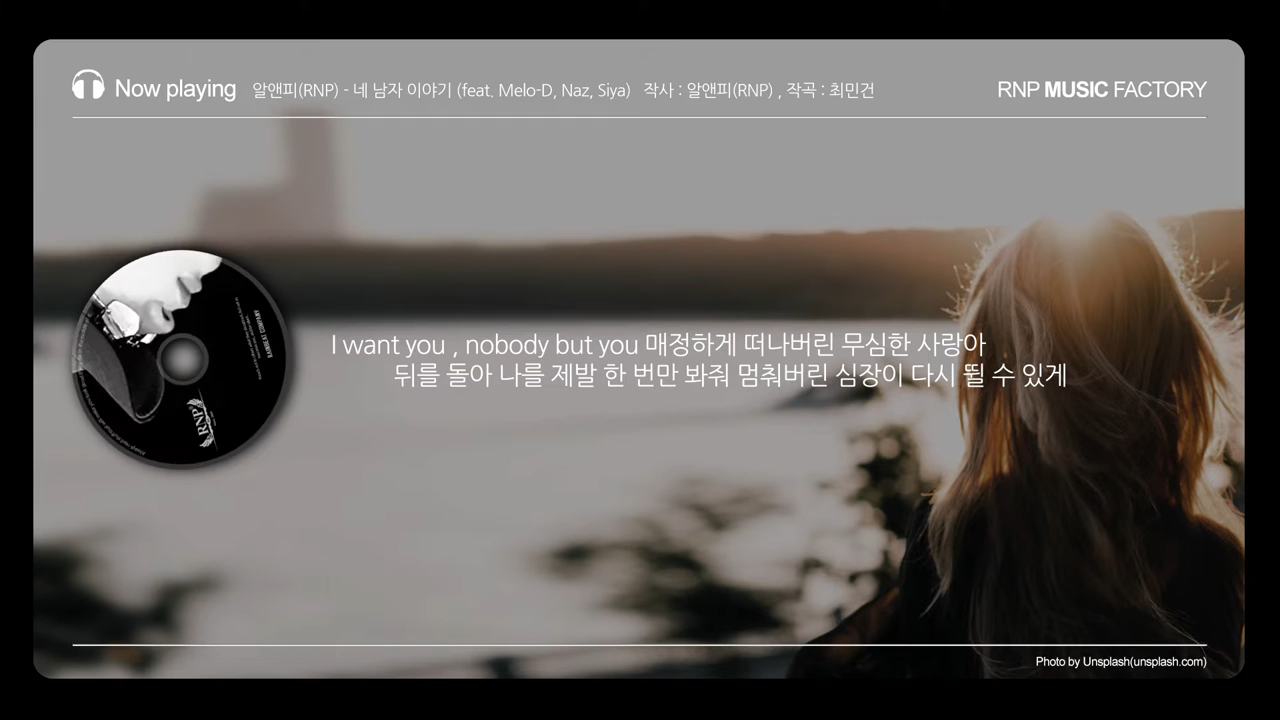 Now playing 알앤피(RNP) - 네 남자 이야기 (feat. Melo-D, Naz, Siya) 작사 : 알앤피(RNP) , 작곡 : 최민건
RNP MUSIC FACTORY
I want you , nobody but you 매정하게 떠나버린 무심한 사랑아
뒤를 돌아 나를 제발 한 번만 봐줘 멈춰버린 심장이 다시 뛸 수 있게
RAINBEAT COMPANY
RNP
Photo by Unsplash(unsplash.com)